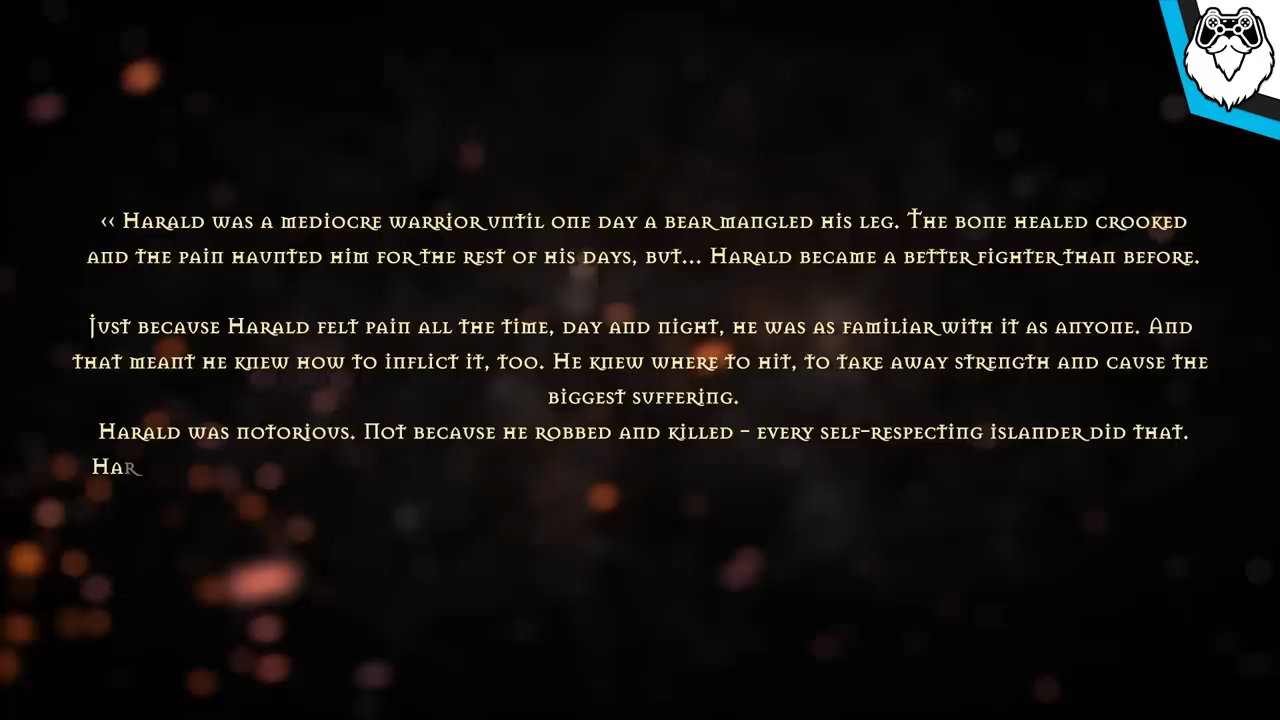 ‹‹ Harald was a mediocre warrior until one day a bear mangled his leg. The bone healed crooked
and the pain haunted him for the rest of his days, but... Harald became a better fighter than before.
Just because Harald felt pain all the time, day and night, he was as familiar with it as anyone. And
that meant he knew how to inflict it, too. He knew where to hit, to take away strength and cause the
biggest suffering.
Harald was notorious. Not because he robbed and killed - every self-respecting islander did that.
Har